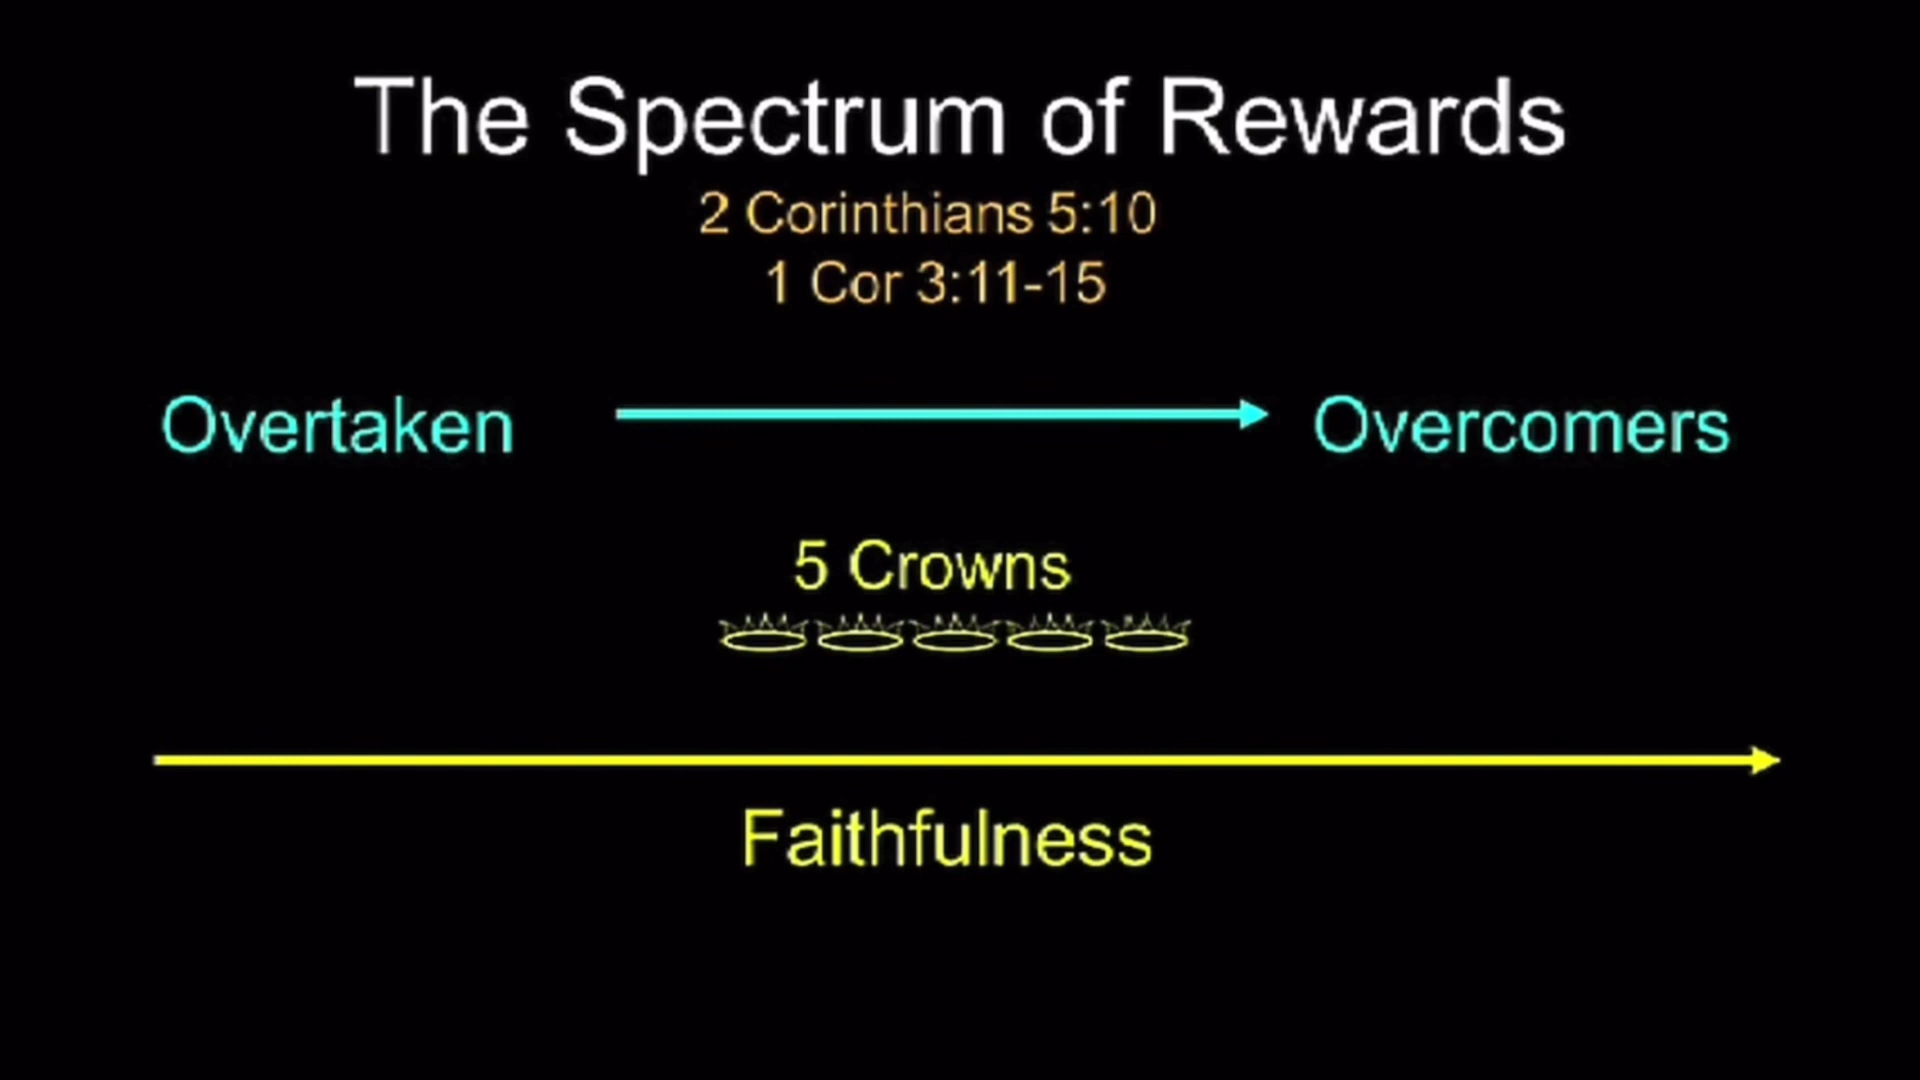 The Spectrum of Rewards
2 Corinthians 5:10
1 Cor 3:11-15
Overtaken
Overcomers
5 Crowns
Faithfulness